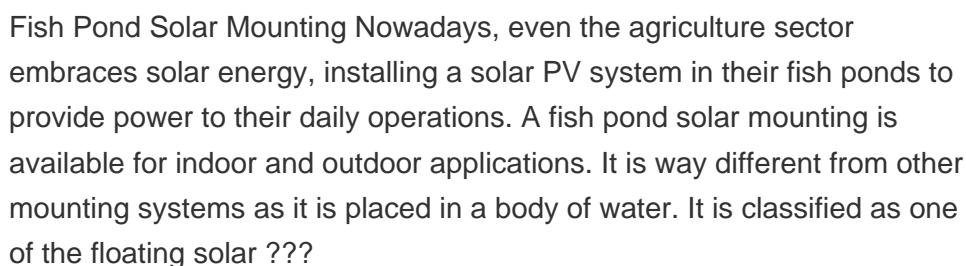 Fish Pond Solar Mounting Nowadays, even the agriculture sector
embraces solar energy, installing a solar PV system in their fish ponds to
provide power to their daily operations. A fish pond solar mounting is
available for indoor and outdoor applications. It is way different from other
mounting systems as it is placed in a body of water. It is classified as one
of the floating solar ???